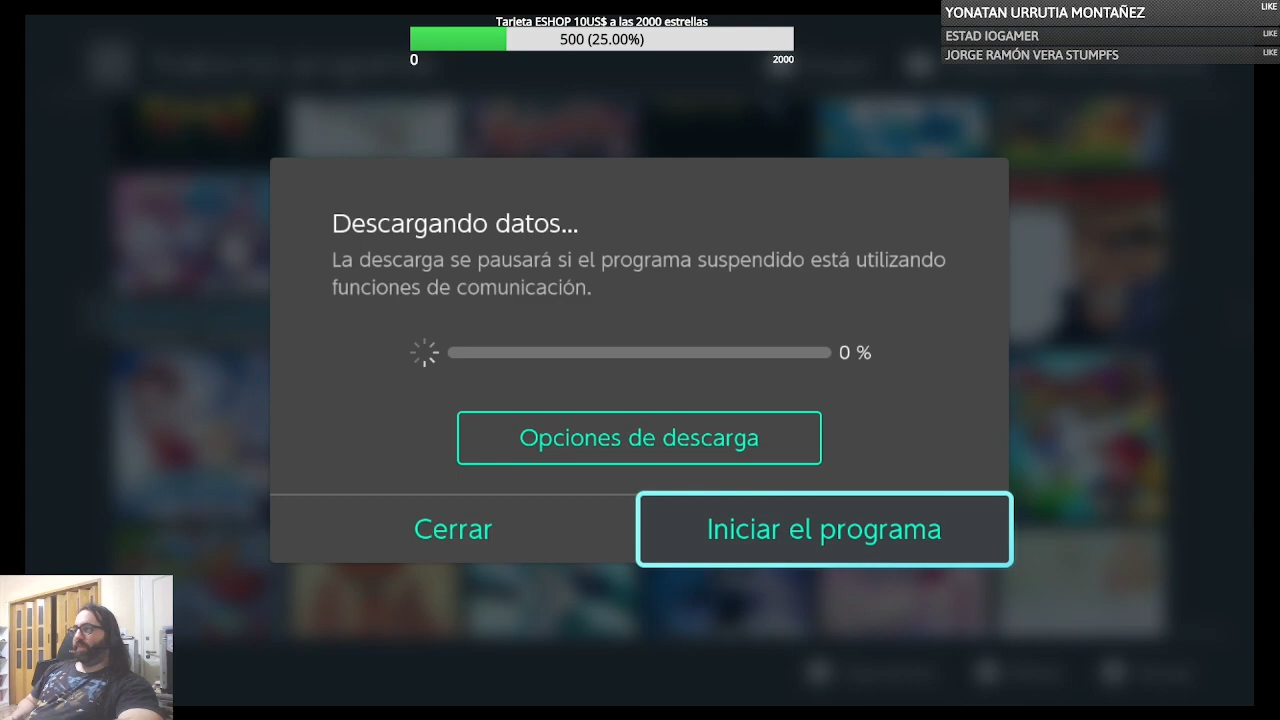 Tarjeta ESHOP 10US$ a las 2000 estrellas
500 (25.00%)
0
2000
YONATAN URRUTIA MONTAÑEZ
LIKE
ESTAD IOGAMER
LIKE
JORGE RAMÓN VERA STUMPFS
LIKE
Descargando datos...
La descarga se pausará si el programa suspendido está utilizando
funciones de comunicación.
0 %
Opciones de descarga
Cerrar
Iniciar el programa